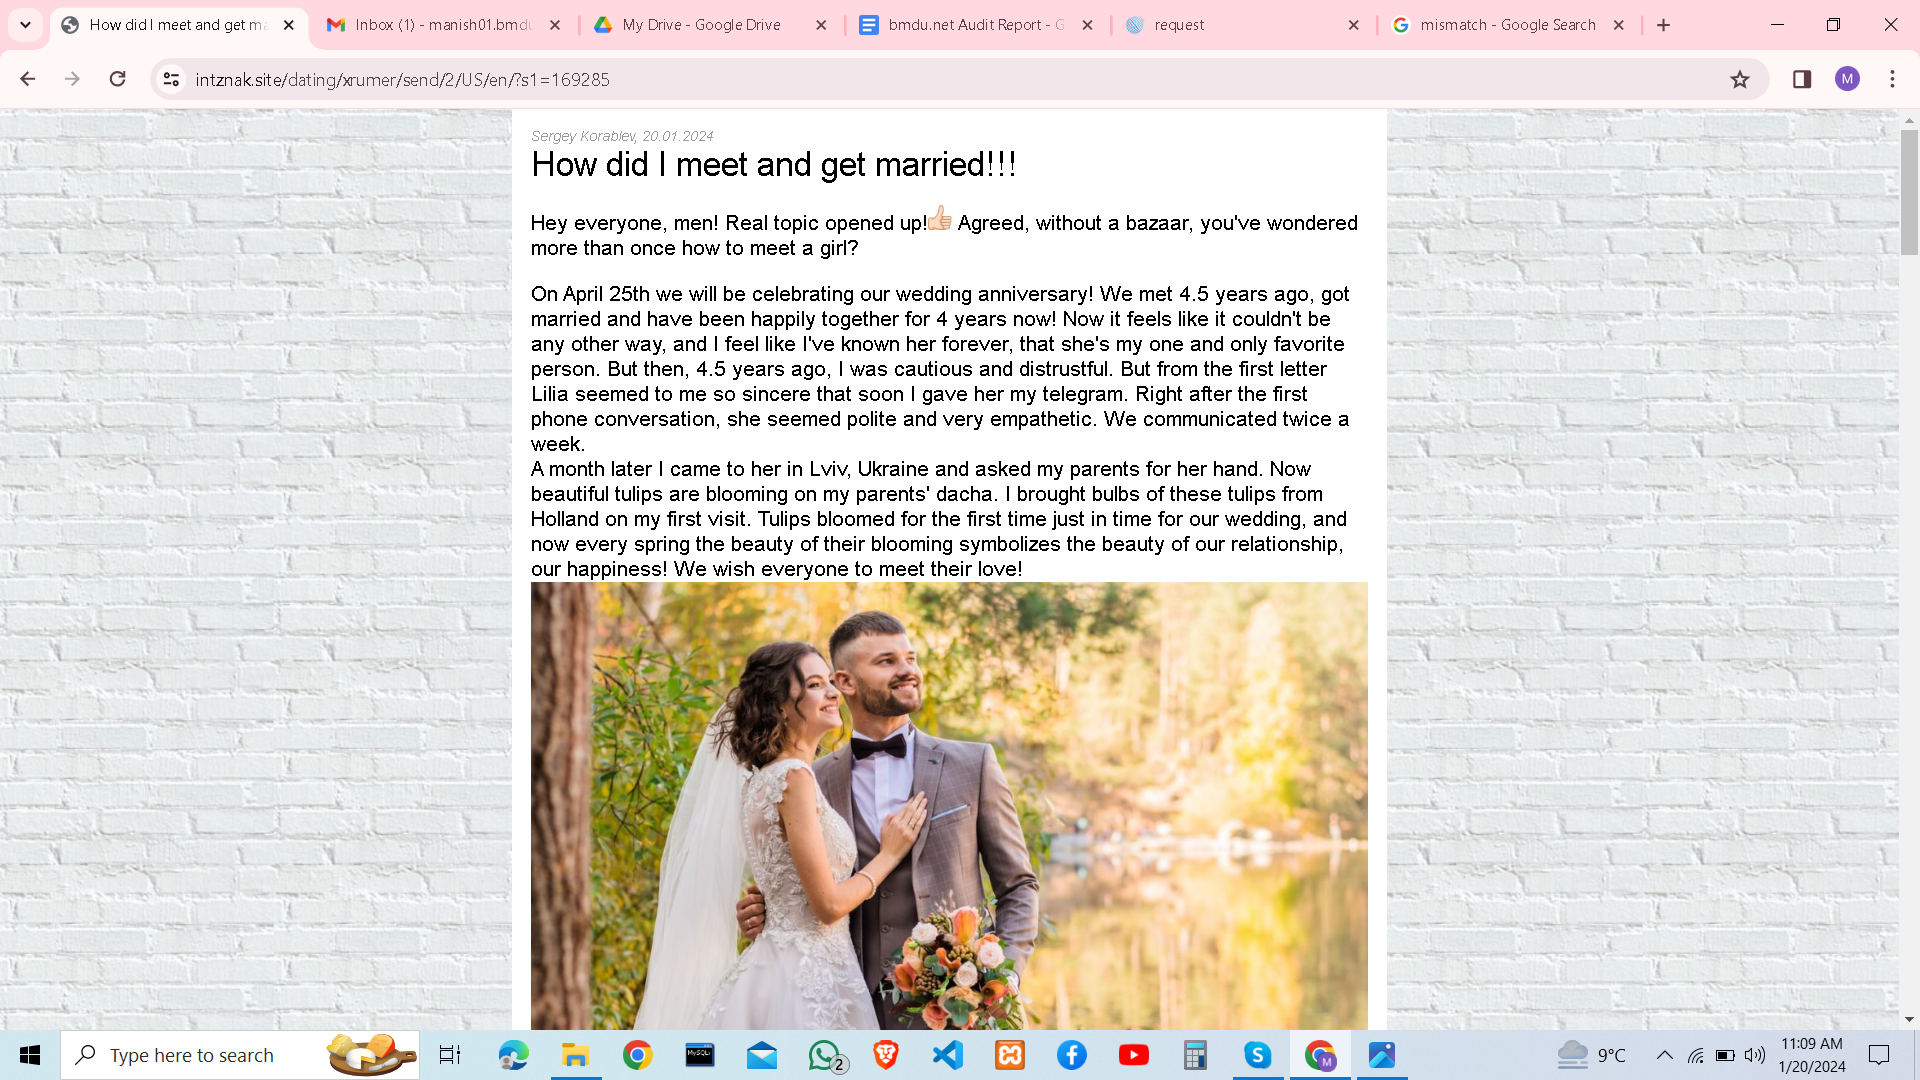 How did I meet and get ma
Inbox (1) - manish01.bmdu
My Drive - Google Drive
bmdu.net Audit Report - G
request
mismatch - Google Search
intznak.site/dating/xrumer/send/2/US/en/?s1=169285
M
Sergey Korablev, 20.01.2024
How did I meet and get married!!!
Hey everyone, men! Real topic opened up! Agreed, without a bazaar, you've wondered
more than once how to meet a girl?
On April 25th we will be celebrating our wedding anniversary! We met 4.5 years ago, got
married and have been happily together for 4 years now! Now it feels like it couldn't be
any other way, and I feel like I've known her forever, that she's my one and only favorite
person. But then, 4.5 years ago, I was cautious and distrustful. But from the first letter
Lilia seemed to me so sincere that soon I gave her my telegram. Right after the first
phone conversation, she seemed polite and very empathetic. We communicated twice a
week.
A month later I came to her in Lviv, Ukraine and asked my parents for her hand. Now
beautiful tulips are blooming on my parents' dacha. I brought bulbs of these tulips from
Holland on my first visit. Tulips bloomed for the first time just in time for our wedding, and
now every spring the beauty of their blooming symbolizes the beauty of our relationship,
our happiness! We wish everyone to meet their love!
Type here to search
MySQL>
2
M
9°C
11:09 AM
1/20/2024